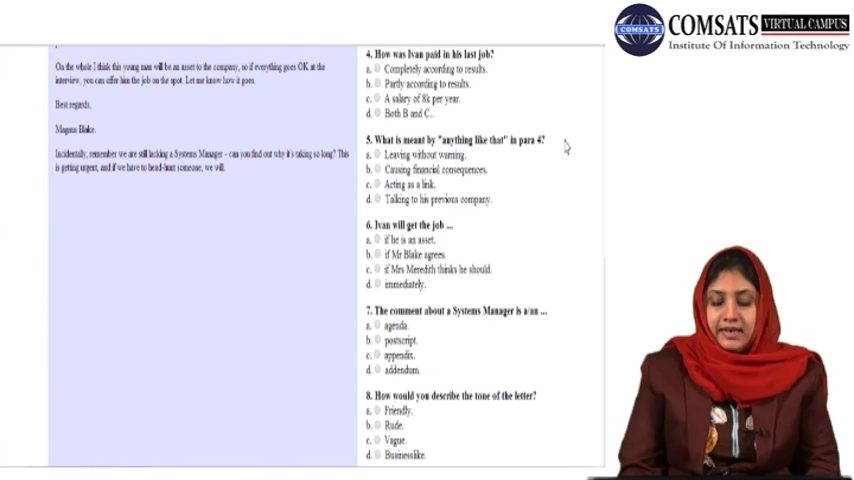 COMSATS
COMSATS VIRTUAL CAMPUS
Institute Of Information Technology
On the whole I think this young man will be an asset to the company, so if everything goes OK at the
interview, you can offer him the job on the spot. Let me know how it goes.
Best regards,
Magnus Blake.
Incidentally, remember we are still lacking a Systems Manager - can you find out why it's taking so long? This
is getting urgent, and if we have to head-hunt someone, we will.
4. How was Ivan paid in his last job?
a. Completely according to results.
b. Partly according to results.
c. A salary of 8k per year.
d. Both B and C..
5. What is meant by "anything like that" in para 4?
a. Leaving without warning.
b. Causing financial consequences.
c. Acting as a link.
d. Talking to his previous company.
6. Ivan will get the job ...
a. if he is an asset.
b. if Mr Blake agrees.
c. if Mrs Meredith thinks he should.
d. immediately.
7. The comment about a Systems Manager is a/an ...
a. agenda.
b. postscript.
c. appendix.
d. addendum.
8. How would you describe the tone of the letter?
a. Friendly.
b. Rude.
c. Vague.
d. Businesslike.